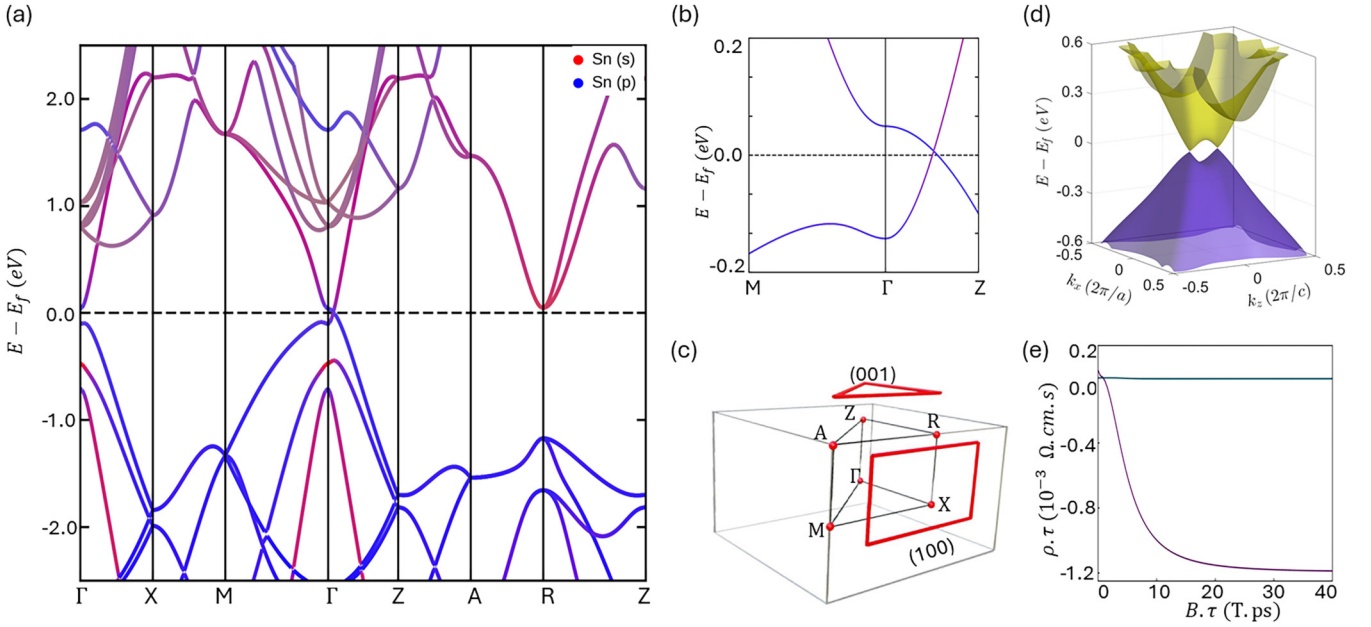 (a)
E − E_f (eV)
2.0
1.0
0.0
-1.0
-2.0
Sn (s)
Sn (p)
Γ X M Γ Z A R Z
(b)
E − E_f (eV)
0.2
0.0
-0.2
M Γ Z
(c)
(001)
Z
A R
Γ
M X
(100)
(d)
E − E_f (eV)
0.6
0.3
0
-0.3
-0.6
-0.5 0 0.5
k_x (2π/a)
-0.5 0 0.5
k_z (2π/c)
(e)
ρ.τ (10⁻³ Ω.cm.s)
0.2
0.0
-0.4
-0.8
-1.2
0 10 20 30 40
B.τ (T.ps)